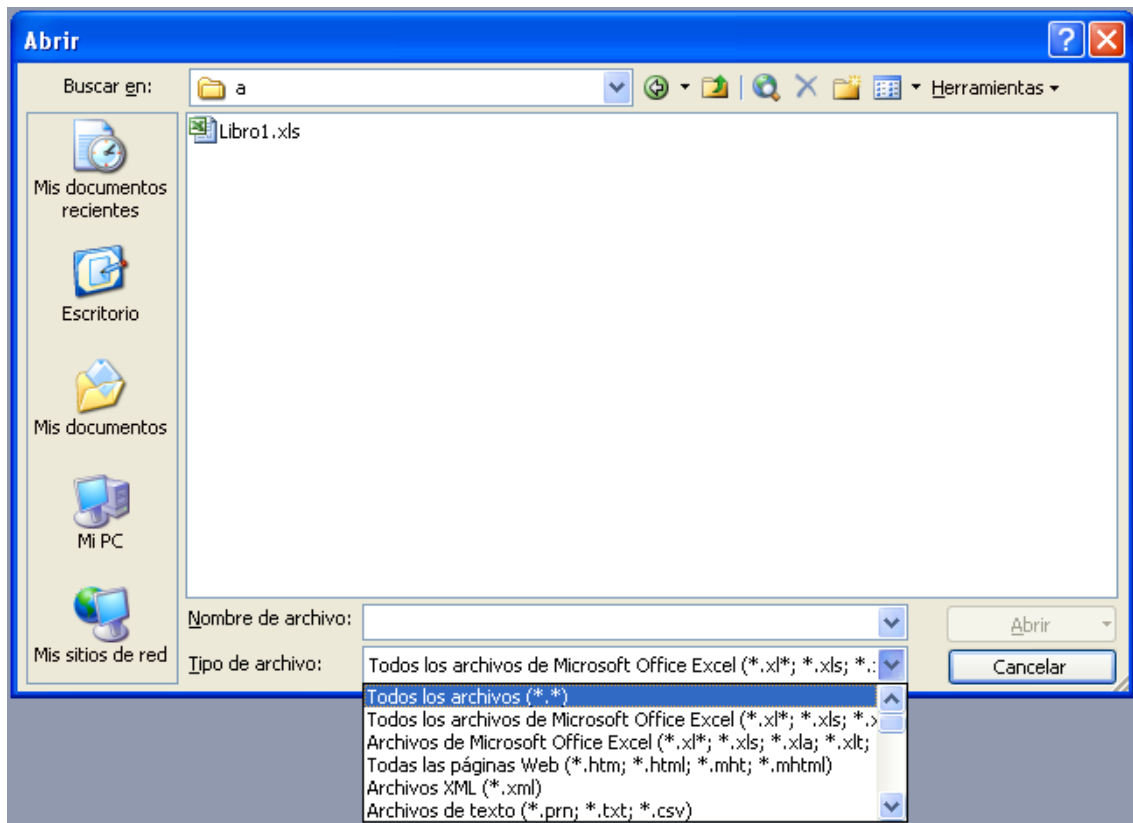 Abrir
Buscar en:
a
Herramientas
Libro1.xls
Mis documentos
recientes
Escritorio
Mis documentos
Mi PC
Mis sitios de red
Nombre de archivo:
Abrir
Tipo de archivo:
Todos los archivos de Microsoft Office Excel (*.xl*; *.xls; *.
Cancelar
Todos los archivos (*.*)
Todos los archivos de Microsoft Office Excel (*.xl*; *.xls; *.x
Archivos de Microsoft Office Excel (*.xl*; *.xls; *.xla; *.xlt;
Todas las páginas Web (*.htm; *.html; *.mht; *.mhtml)
Archivos XML (*.xml)
Archivos de texto (*.prn; *.txt; *.csv)